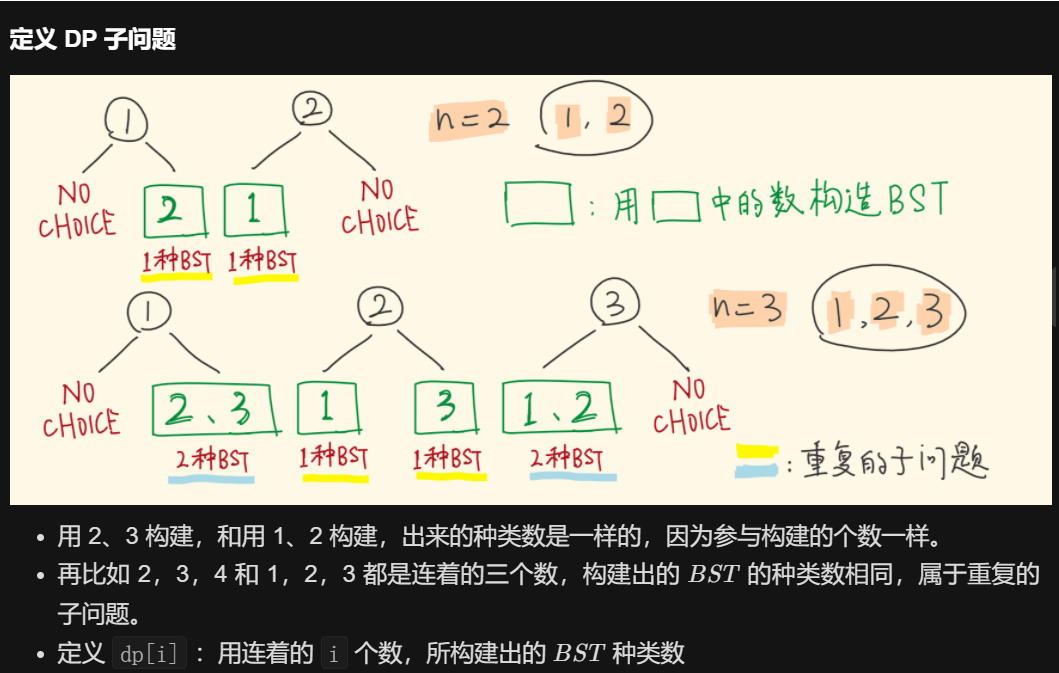 定义 DP 子问题
1 2 n=2 1, 2
NO CHOICE 2 1 NO CHOICE
□:用□中的数构造BST
1种BST 1种BST
1 2 3 n=3 1,2,3
NO CHOICE 2、3 1 3 1、2 NO CHOICE
2种BST 1种BST 1种BST 2种BST
:重复的子问题
• 用 2、3 构建，和用 1、2 构建，出来的种类数是一样的，因为参与构建的个数一样。
• 再比如 2，3，4 和 1，2，3 都是连着的三个数，构建出的 BST 的种类数相同，属于重复的
子问题。
• 定义 dp[i] ：用连着的 i 个数，所构建出的 BST 种类数